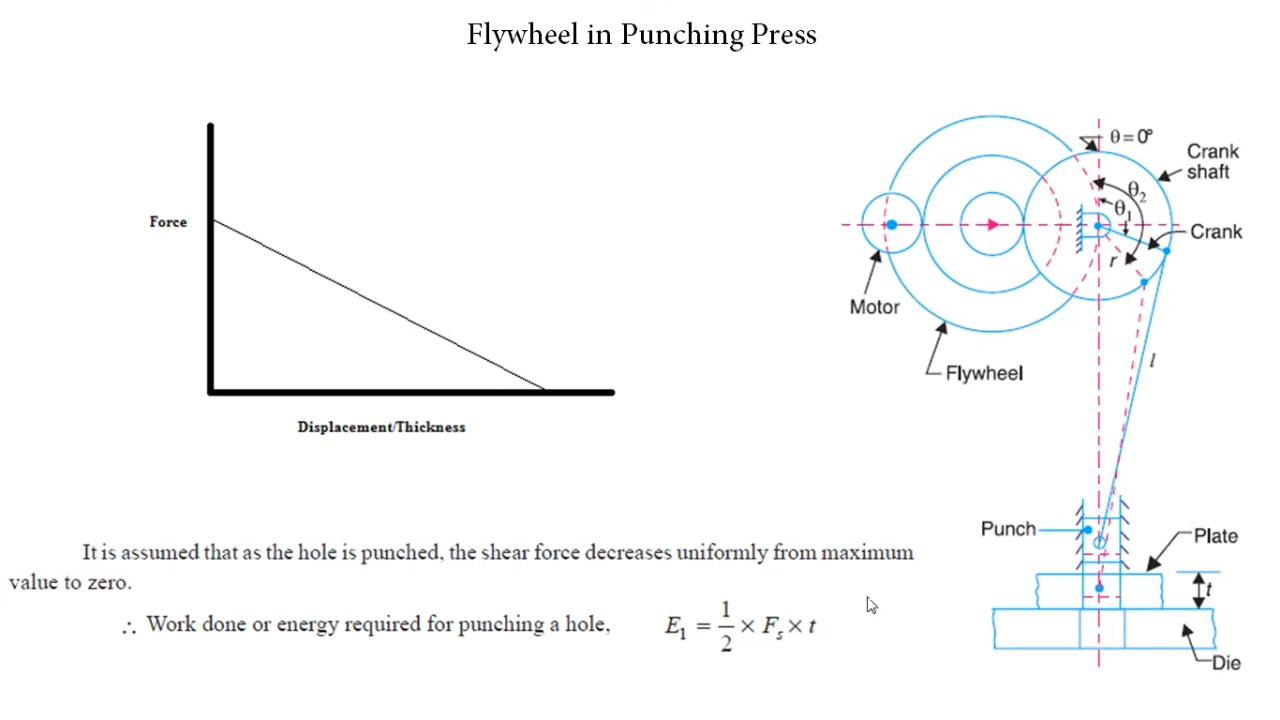 Flywheel in Punching Press
Force
Displacement/Thickness
θ = 0°
Crank
shaft
θ2
θ1
Crank
r
Motor
Flywheel
l
Punch
Plate
t
Die
It is assumed that as the hole is punched, the shear force decreases uniformly from maximum
value to zero.
∴ Work done or energy required for punching a hole, E₁ = 1/2 × Fₛ × t